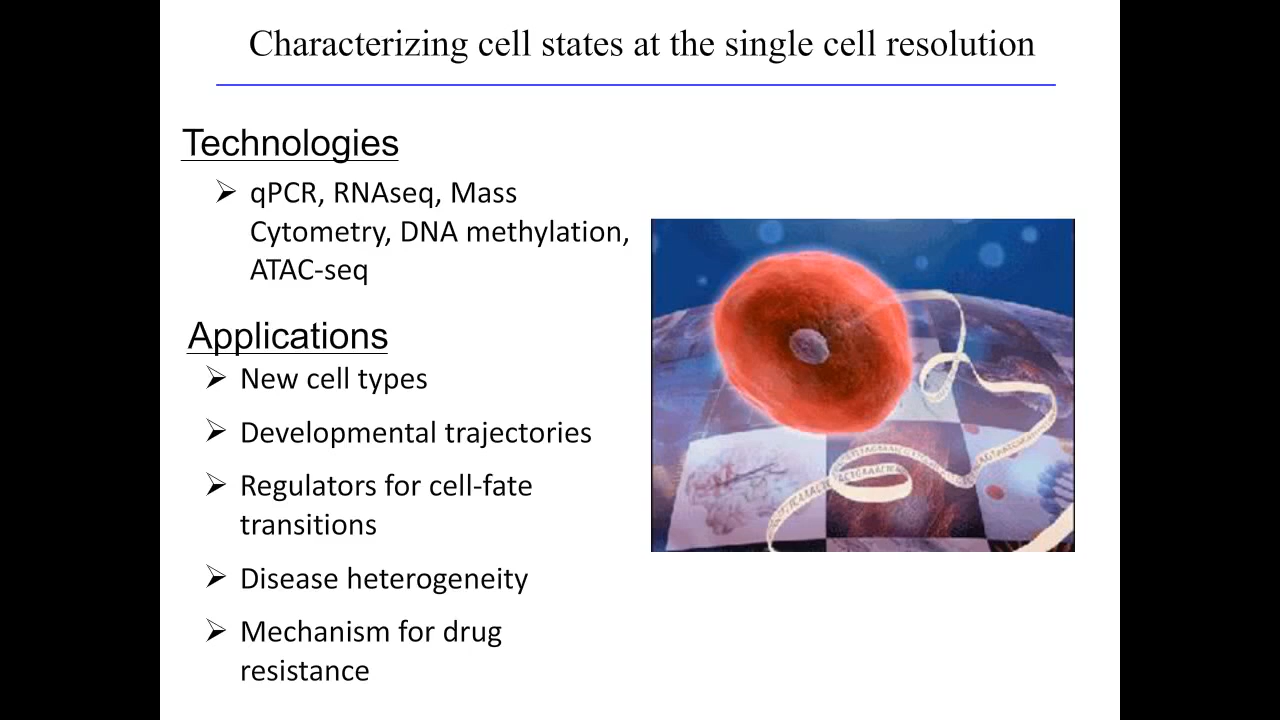 Characterizing cell states at the single cell resolution
Technologies
qPCR, RNAseq, Mass
Cytometry, DNA methylation,
ATAC-seq
Applications
New cell types
Developmental trajectories
Regulators for cell-fate
transitions
Disease heterogeneity
Mechanism for drug
resistance